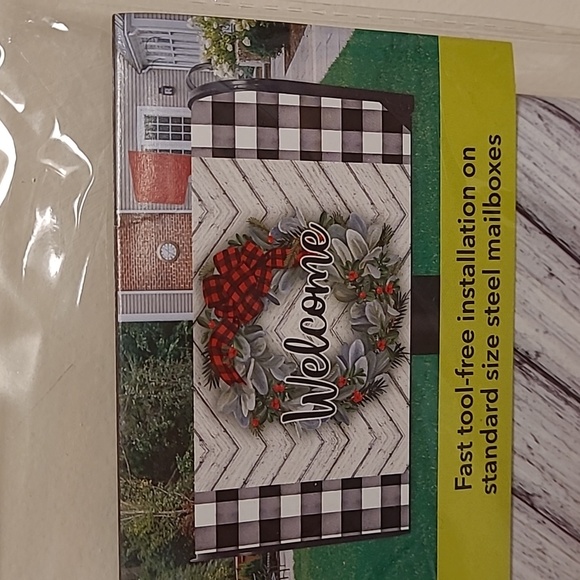 Welcome
Fast tool-free installation on
standard size steel mailboxes